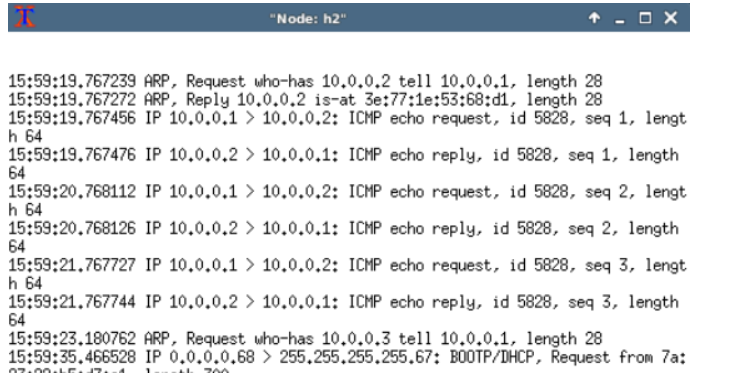 "Node: h2"
15:59:19.767239 ARP, Request who-has 10.0.0.2 tell 10.0.0.1, length 28
15:59:19.767272 ARP, Reply 10.0.0.2 is-at 3e:77:1e:53:68:d1, length 28
15:59:19.767456 IP 10.0.0.1 > 10.0.0.2: ICMP echo request, id 5828, seq 1, lengt
h 64
15:59:19.767476 IP 10.0.0.2 > 10.0.0.1: ICMP echo reply, id 5828, seq 1, length
64
15:59:20.768112 IP 10.0.0.1 > 10.0.0.2: ICMP echo request, id 5828, seq 2, lengt
h 64
15:59:20.768126 IP 10.0.0.2 > 10.0.0.1: ICMP echo reply, id 5828, seq 2, length
64
15:59:21.767727 IP 10.0.0.1 > 10.0.0.2: ICMP echo request, id 5828, seq 3, lengt
h 64
15:59:21.767744 IP 10.0.0.2 > 10.0.0.1: ICMP echo reply, id 5828, seq 3, length
64
15:59:23.180762 ARP, Request who-has 10.0.0.3 tell 10.0.0.1, length 28
15:59:35.466528 IP 0.0.0.0.68 > 255.255.255.255.67: BOOTP/DHCP, Request from 7a:
length